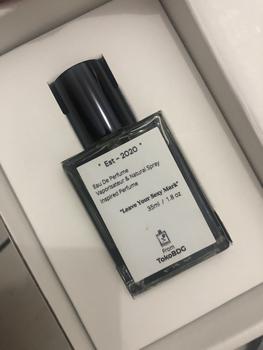 * Est - 2020 *
Eau De Perfume
Vaporisateur & Natural Spray
Inspired Perfume
"Leave Your Sexy Mark"
35ml / 1.8 oz
From
TokoBDG